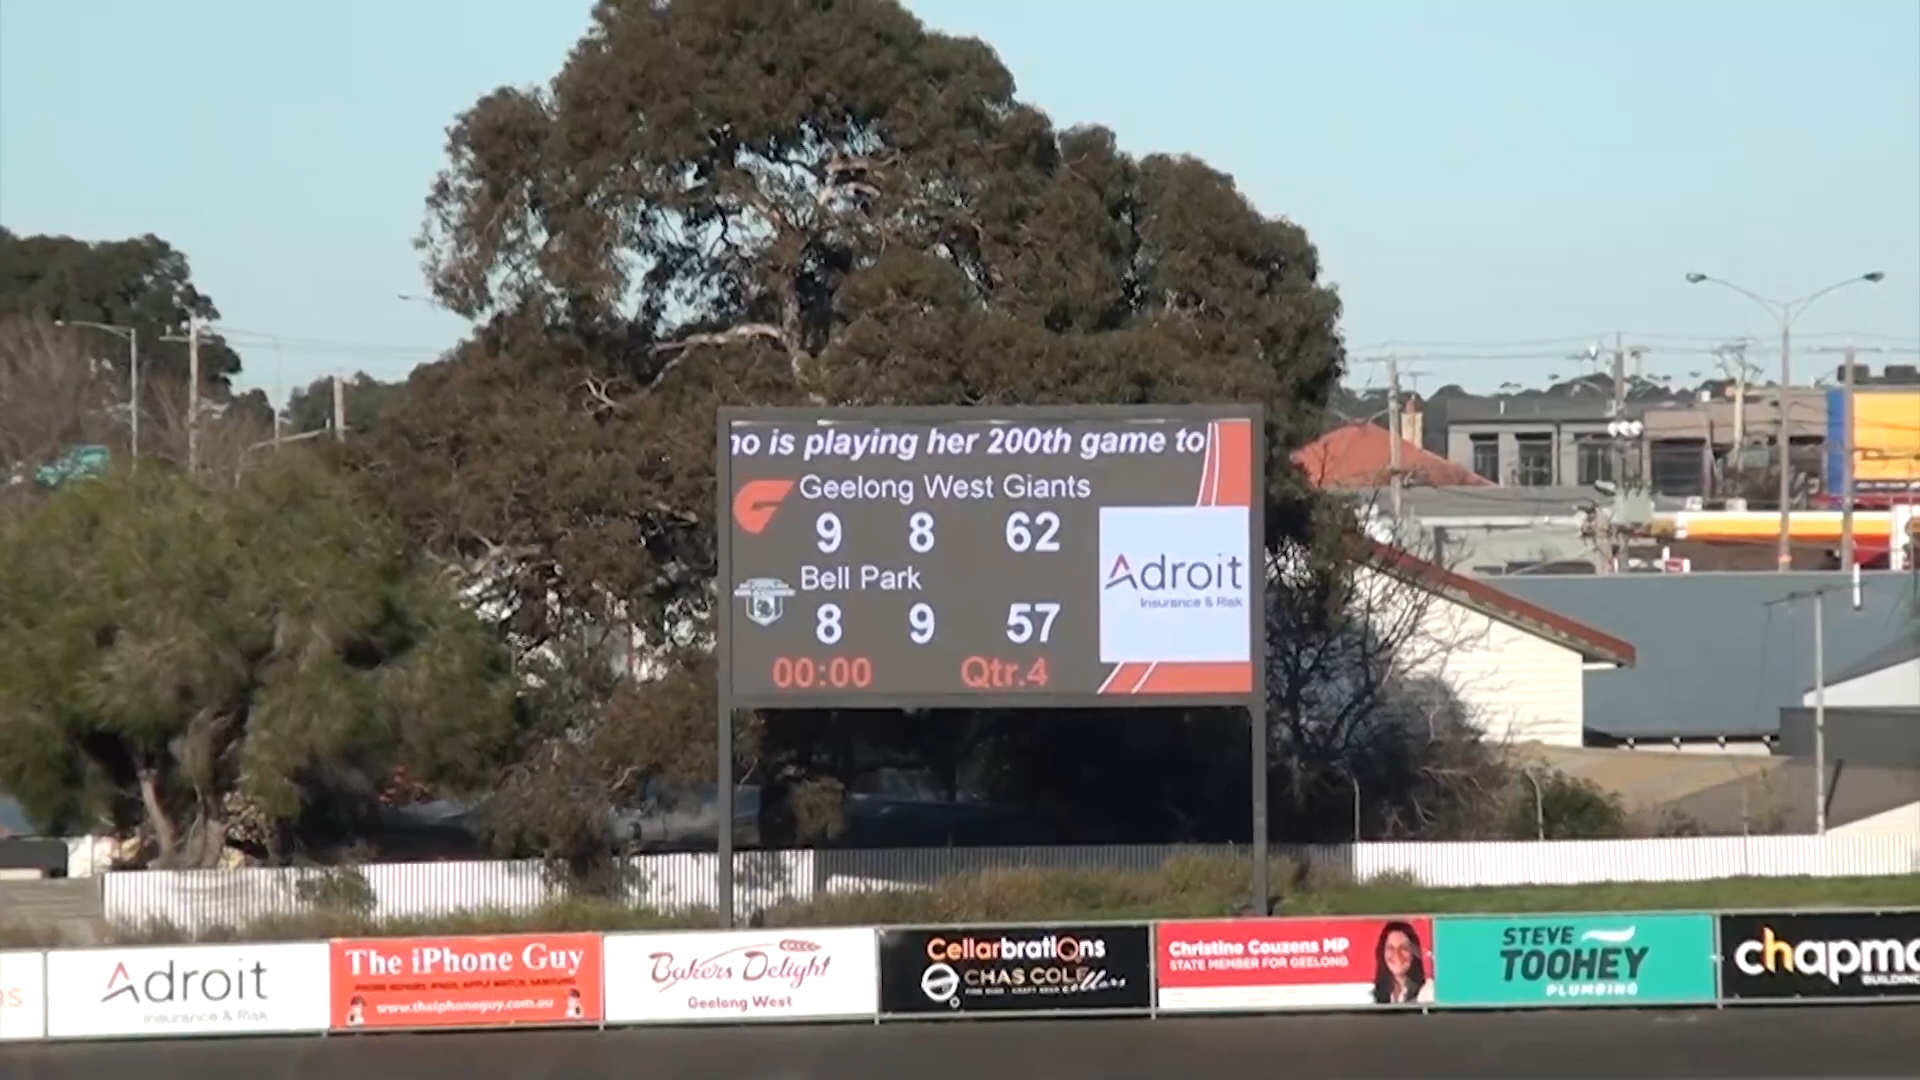 no is playing her 200th game to
Geelong West Giants
9 8 62
Bell Park
8 9 57
00:00 Qtr.4
Adroit
Insurance & Risk
Adroit
Insurance & Risk
The iPhone Guy
www.theiphoneguy.com.au
Bakers Delight
Geelong West
Cellarbrations
CHAS COLE
cellars
Christine Couzens MP
STATE MEMBER FOR GEELONG
STEVE
TOOHEY
PLUMBING
chapma
BUILDING